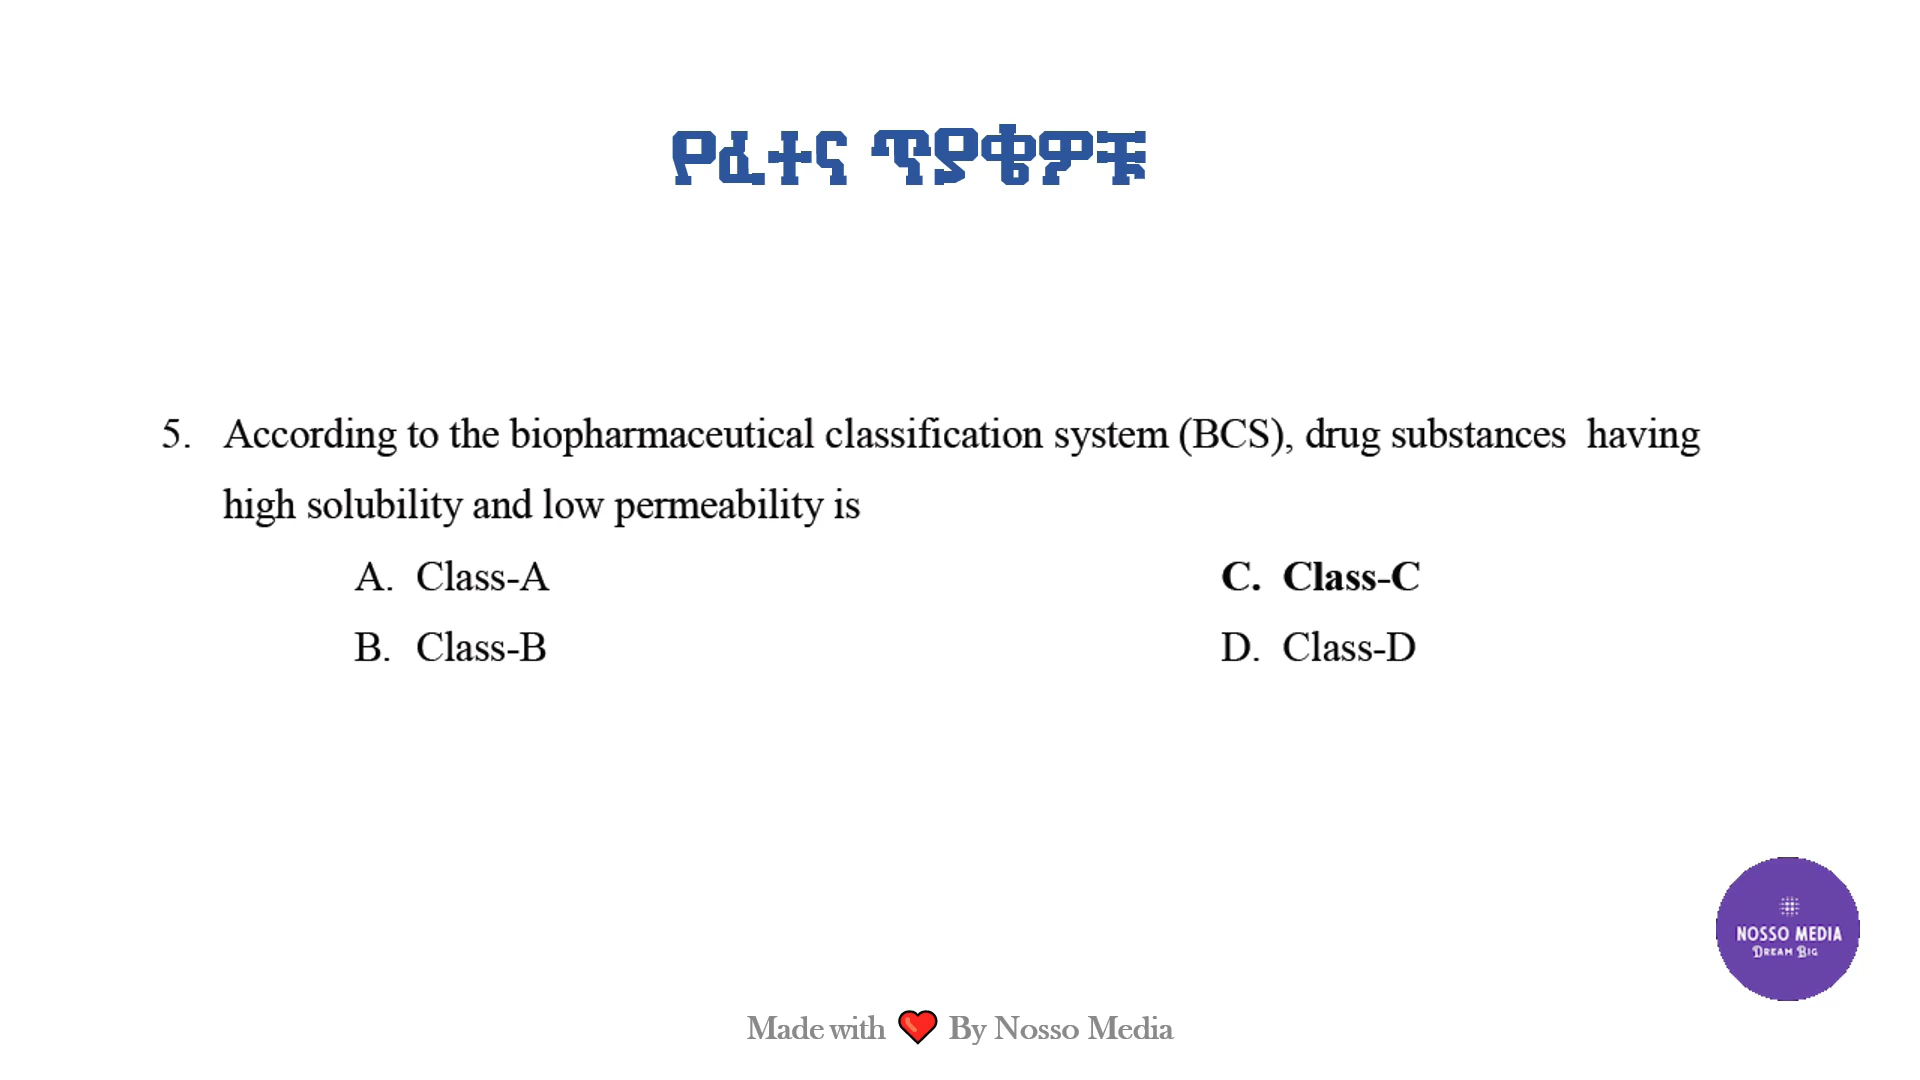 የፈተና ጥያቄዎቹ
5. According to the biopharmaceutical classification system (BCS), drug substances having
high solubility and low permeability is
A. Class-A
B. Class-B
C. Class-C
D. Class-D
NOSSO MEDIA
DREAM BIG
Made with ❤️ By Nosso Media